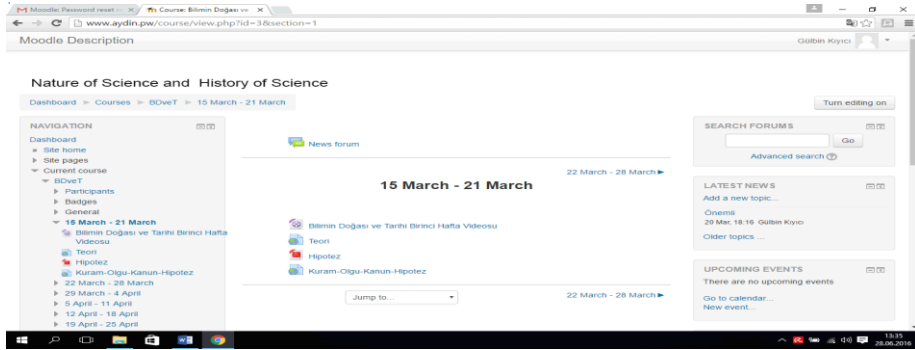 Moodle: Password reset r
Course: Bilimin Doğası ve
www.aydin.pw/course/view.php?id=3&section=1
Moodle Description
Gülbin Kıyıcı
Nature of Science and History of Science
Dashboard
Courses
BDveT
15 March - 21 March
Turn editing on
NAVIGATION
Dashboard
Site home
Site pages
Current course
BDveT
Participants
Badges
General
15 March - 21 March
Bilimin Doğası ve Tarihi Birinci Hafta
Videosu
Teori
Hipotez
Kuram-Olgu-Kanun-Hipotez
22 March - 28 March
29 March - 4 April
5 April - 11 April
12 April - 18 April
19 April - 25 April
News forum
22 March - 28 March
15 March - 21 March
Bilimin Doğası ve Tarihi Birinci Hafta Videosu
Teori
Hipotez
Kuram-Olgu-Kanun-Hipotez
Jump to...
22 March - 28 March
SEARCH FORUMS
Go
Advanced search
LATEST NEWS
Add a new topic...
Önemli
20 Mar, 18:16 Gülbin Kıyıcı
Older topics ...
UPCOMING EVENTS
There are no upcoming events
Go to calendar...
New event...
13:35
28.06.2016